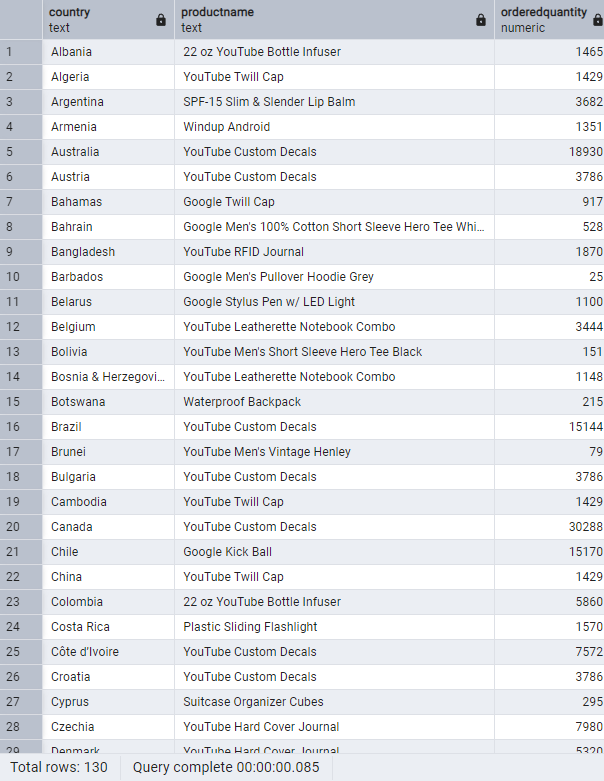 country productname orderedquantity
text text numeric
1 Albania 22 oz YouTube Bottle Infuser 1465
2 Algeria YouTube Twill Cap 1429
3 Argentina SPF-15 Slim & Slender Lip Balm 3682
4 Armenia Windup Android 1351
5 Australia YouTube Custom Decals 18930
6 Austria YouTube Custom Decals 3786
7 Bahamas Google Twill Cap 917
8 Bahrain Google Men's 100% Cotton Short Sleeve Hero Tee Whi... 528
9 Bangladesh YouTube RFID Journal 1870
10 Barbados Google Men's Pullover Hoodie Grey 25
11 Belarus Google Stylus Pen w/ LED Light 1100
12 Belgium YouTube Leatherette Notebook Combo 3444
13 Bolivia YouTube Men's Short Sleeve Hero Tee Black 151
14 Bosnia & Herzegovi... YouTube Leatherette Notebook Combo 1148
15 Botswana Waterproof Backpack 215
16 Brazil YouTube Custom Decals 15144
17 Brunei YouTube Men's Vintage Henley 79
18 Bulgaria YouTube Custom Decals 3786
19 Cambodia YouTube Twill Cap 1429
20 Canada YouTube Custom Decals 30288
21 Chile Google Kick Ball 15170
22 China YouTube Twill Cap 1429
23 Colombia 22 oz YouTube Bottle Infuser 5860
24 Costa Rica Plastic Sliding Flashlight 1570
25 Côte d'Ivoire YouTube Custom Decals 7572
26 Croatia YouTube Custom Decals 3786
27 Cyprus Suitcase Organizer Cubes 295
28 Czechia YouTube Hard Cover Journal 7980
29 Denmark YouTube Hard Cover Journal 5320
Total rows: 130 Query complete 00:00:00.085